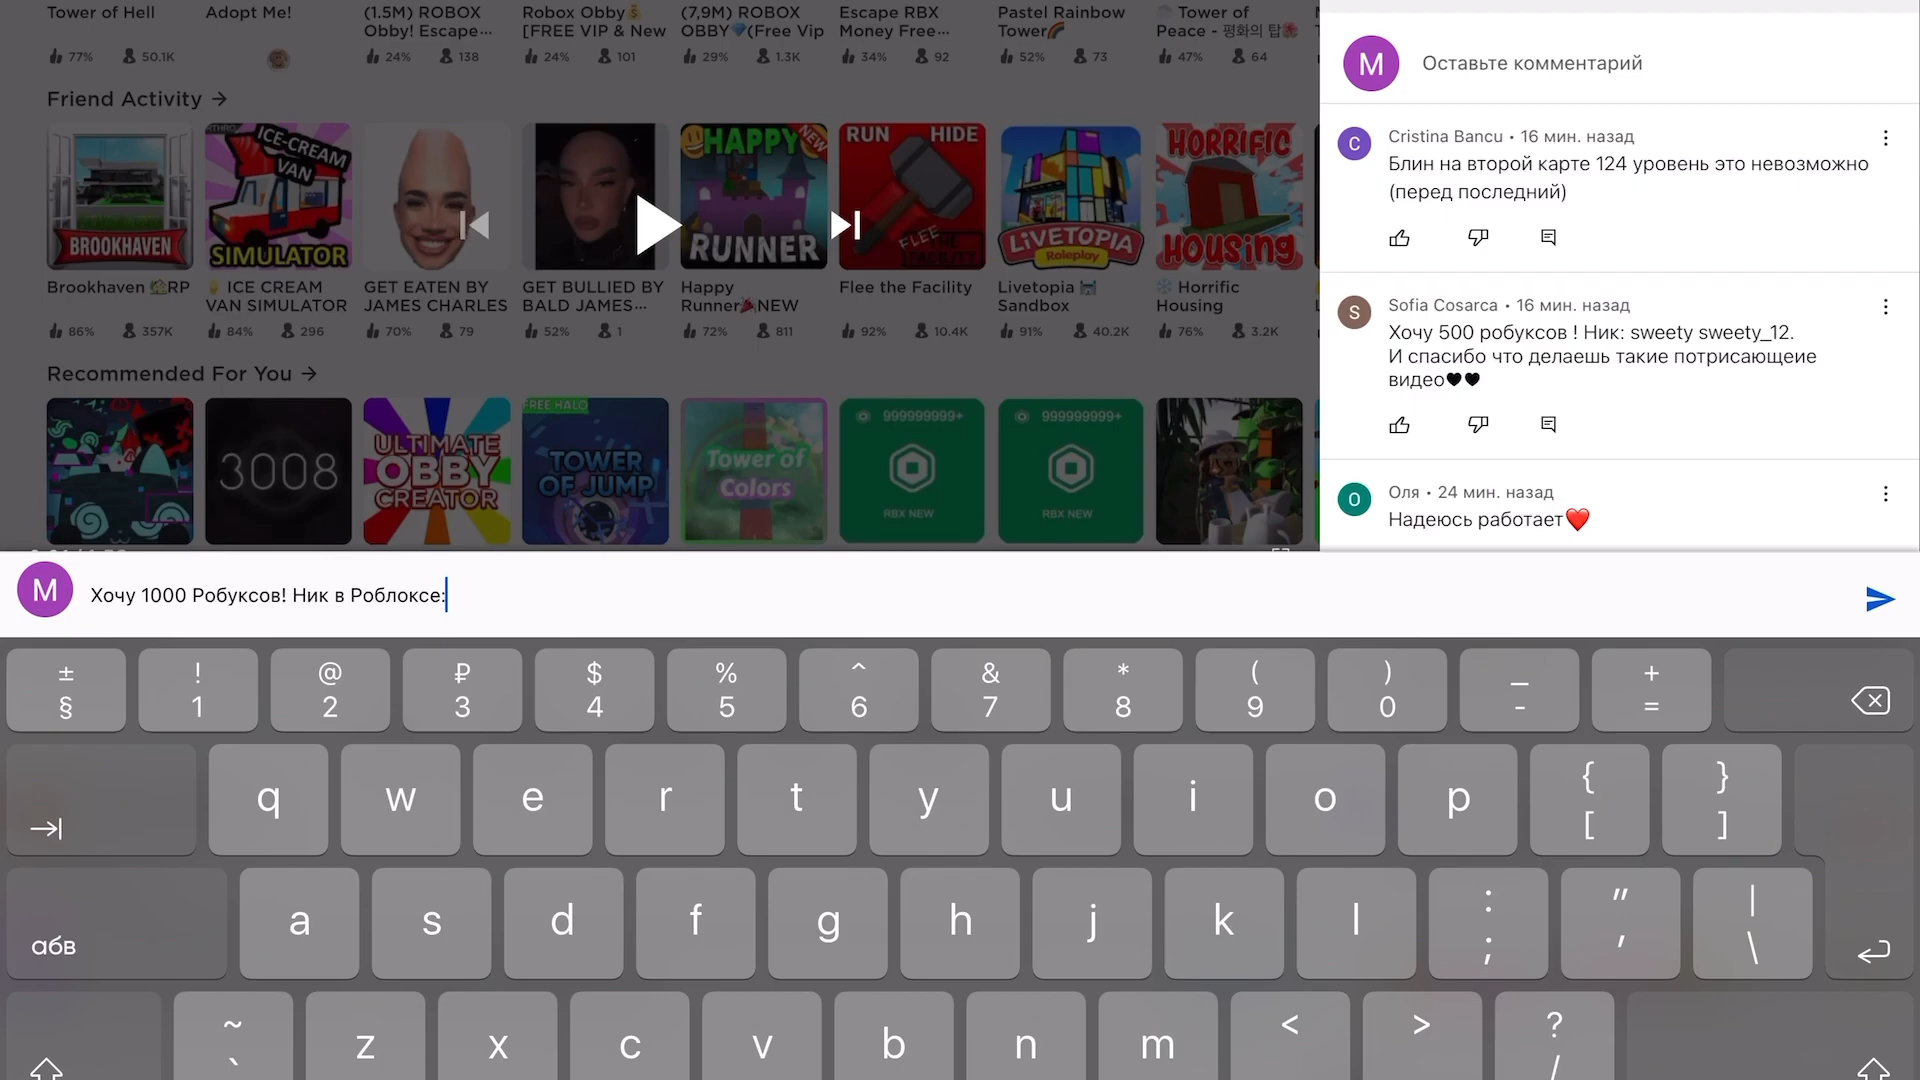 Tower of Hell
77% 50.1K
Adopt Me!
(1.5M) ROBOX
Obby! Escape...
24% 138
Robox Obby💰
[FREE VIP & New
24% 101
(7,9M) ROBOX
OBBY💎(Free Vip
29% 1.3K
Escape RBX
Money Free...
34% 92
Pastel Rainbow
Tower🌈
52% 73
Tower of
Peace - 평화의 탑🌺
47% 64
Friend Activity →
BROOKHAVEN
ICE-CREAM
VAN
SIMULATOR
HAPPY
NEW
RUNNER
RUN HIDE
FLEE
THE
FACILITY
LIVETOPIA
Roleplay
HORRIFIC
HOUSING
Brookhaven 🏡RP
86% 357K
🍦 ICE CREAM
VAN SIMULATOR
84% 296
GET EATEN BY
JAMES CHARLES
70% 79
GET BULLIED BY
BALD JAMES...
52% 1
Happy
Runner🎉NEW
72% 811
Flee the Facility
92% 10.4K
Livetopia
Sandbox
91% 40.2K
❄️ Horrific
Housing
76% 3.2K
Recommended For You →
3008
ULTIMATE
OBBY
CREATOR
FREE HALO
TOWER
OF JUMP
Tower of
Colors
999999999+
RBX NEW
999999999+
RBX NEW
M Оставьте комментарий
C Cristina Bancu • 16 мин. назад
Блин на второй карте 124 уровень это невозможно
(перед последний)
S Sofia Cosarca • 16 мин. назад
Хочу 500 робуксов ! Ник: sweety sweety_12.
И спасибо что делаешь такие потрисающеие
видео🖤🖤
О Оля • 24 мин. назад
Надеюсь работает❤️
M Хочу 1000 Робуксов! Ник в Роблоксе:
± ! @ ₽ $ % ^ & * ( ) _ +
§ 1 2 3 4 5 6 7 8 9 0 - =
q w e r t y u i o p { [ } ]
абв a s d f g h j k l : ; " ' | \
~ ` z x c v b n m < > ? /